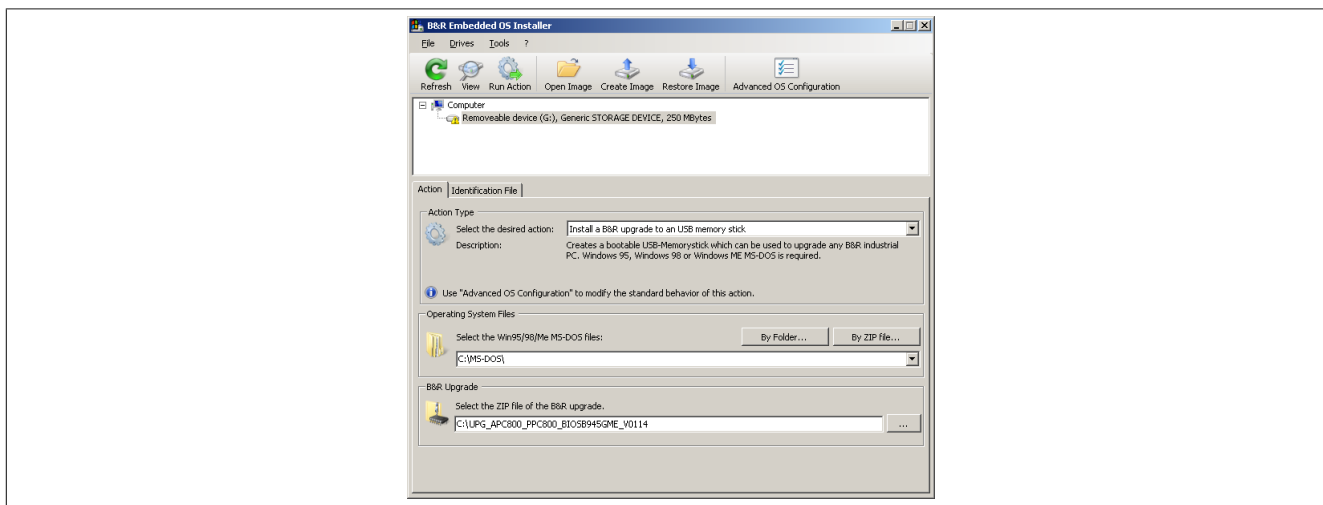 B&R Embedded OS Installer
File Drives Tools ?
Refresh View Run Action Open Image Create Image Restore Image Advanced OS Configuration
Computer
Removeable device (G:), Generic STORAGE DEVICE, 250 MBytes
Action Identification File
Action Type
Select the desired action: Install a B&R upgrade to an USB memory stick
Description: Creates a bootable USB-Memorystick which can be used to upgrade any B&R industrial
PC. Windows 95, Windows 98 or Windows ME MS-DOS is required.
Use "Advanced OS Configuration" to modify the standard behavior of this action.
Operating System Files
Select the Win95/98/Me MS-DOS files: By Folder... By ZIP file...
C:\MS-DOS\
B&R Upgrade
Select the ZIP file of the B&R upgrade.
C:\UPG_APC800_PPC800_BIOSB945GME_V0114 ...